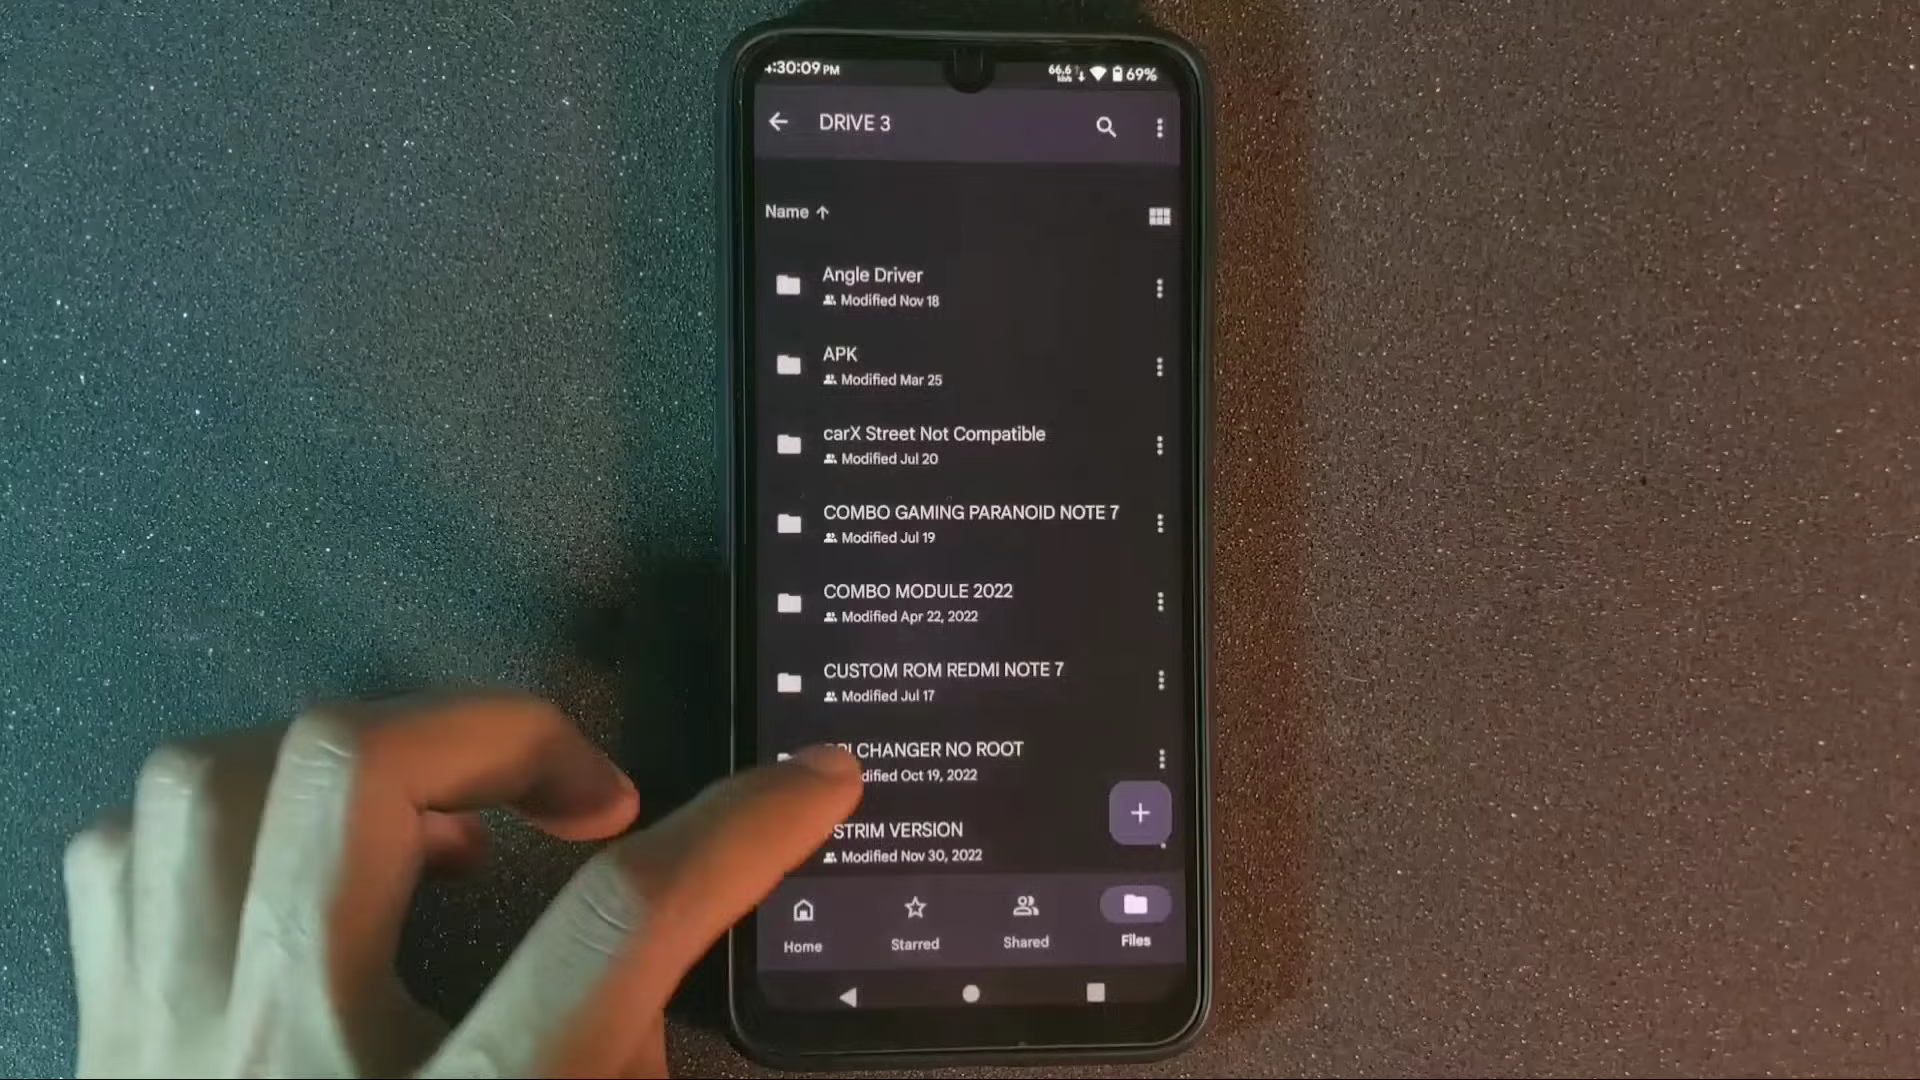 :30:09 PM
66.6
69%
DRIVE 3
Name
Angle Driver
Modified Nov 18
APK
Modified Mar 25
carX Street Not Compatible
Modified Jul 20
COMBO GAMING PARANOID NOTE 7
Modified Jul 19
COMBO MODULE 2022
Modified Apr 22, 2022
CUSTOM ROM REDMI NOTE 7
Modified Jul 17
CHANGER NO ROOT
dified Oct 19, 2022
STRIM VERSION
Modified Nov 30, 2022
Home
Starred
Shared
Files